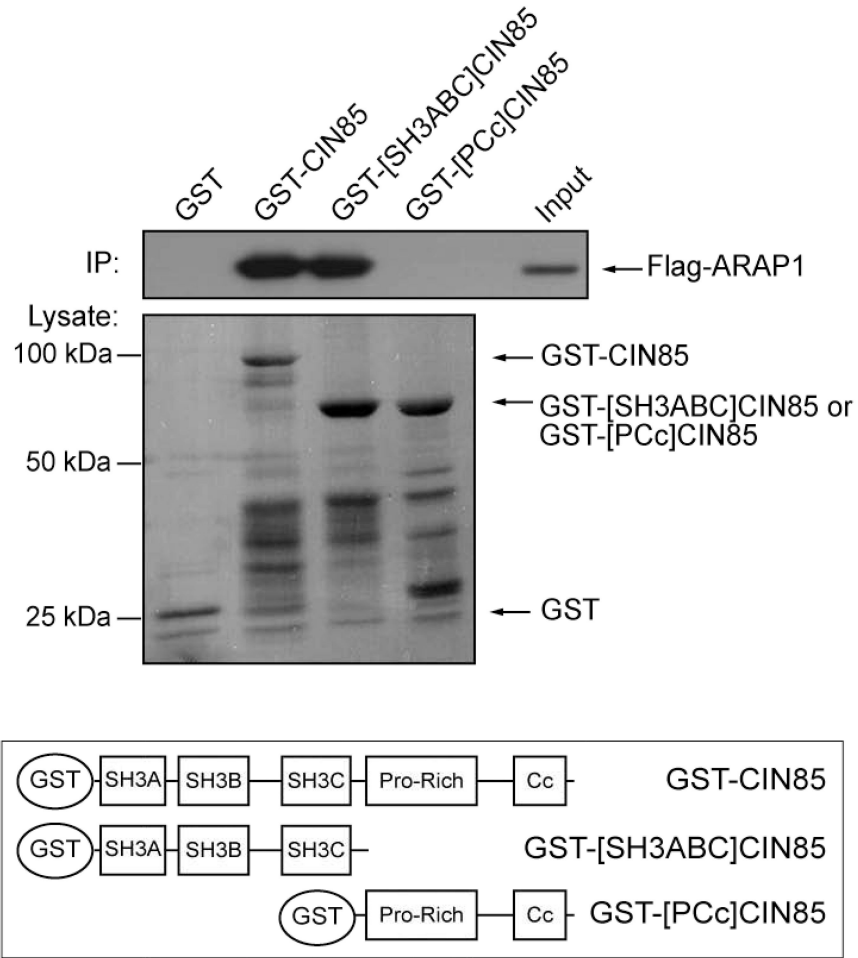 GST
GST-CIN85
GST-[SH3ABC]CIN85
GST-[PCc]CIN85
Input
IP:
Flag-ARAP1
Lysate:
100 kDa
GST-CIN85
GST-[SH3ABC]CIN85 or
GST-[PCc]CIN85
50 kDa
25 kDa
GST
GST SH3A SH3B SH3C Pro-Rich Cc GST-CIN85
GST SH3A SH3B SH3C GST-[SH3ABC]CIN85
GST Pro-Rich Cc GST-[PCc]CIN85